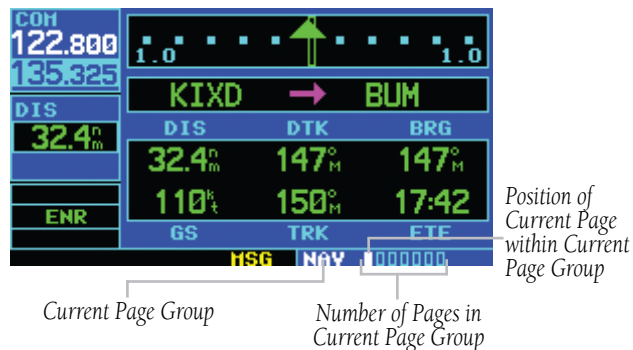 COM
122.800
135.325
DIS
32.4nm
ENR
1.0 1.0
KIXD → BUM
DIS DTK BRG
32.4nm 147°M 147°M
110kt 150°M 17:42
GS TRK ETE
MSG NAV
Current Page Group
Number of Pages in
Current Page Group
Position of
Current Page
within Current
Page Group